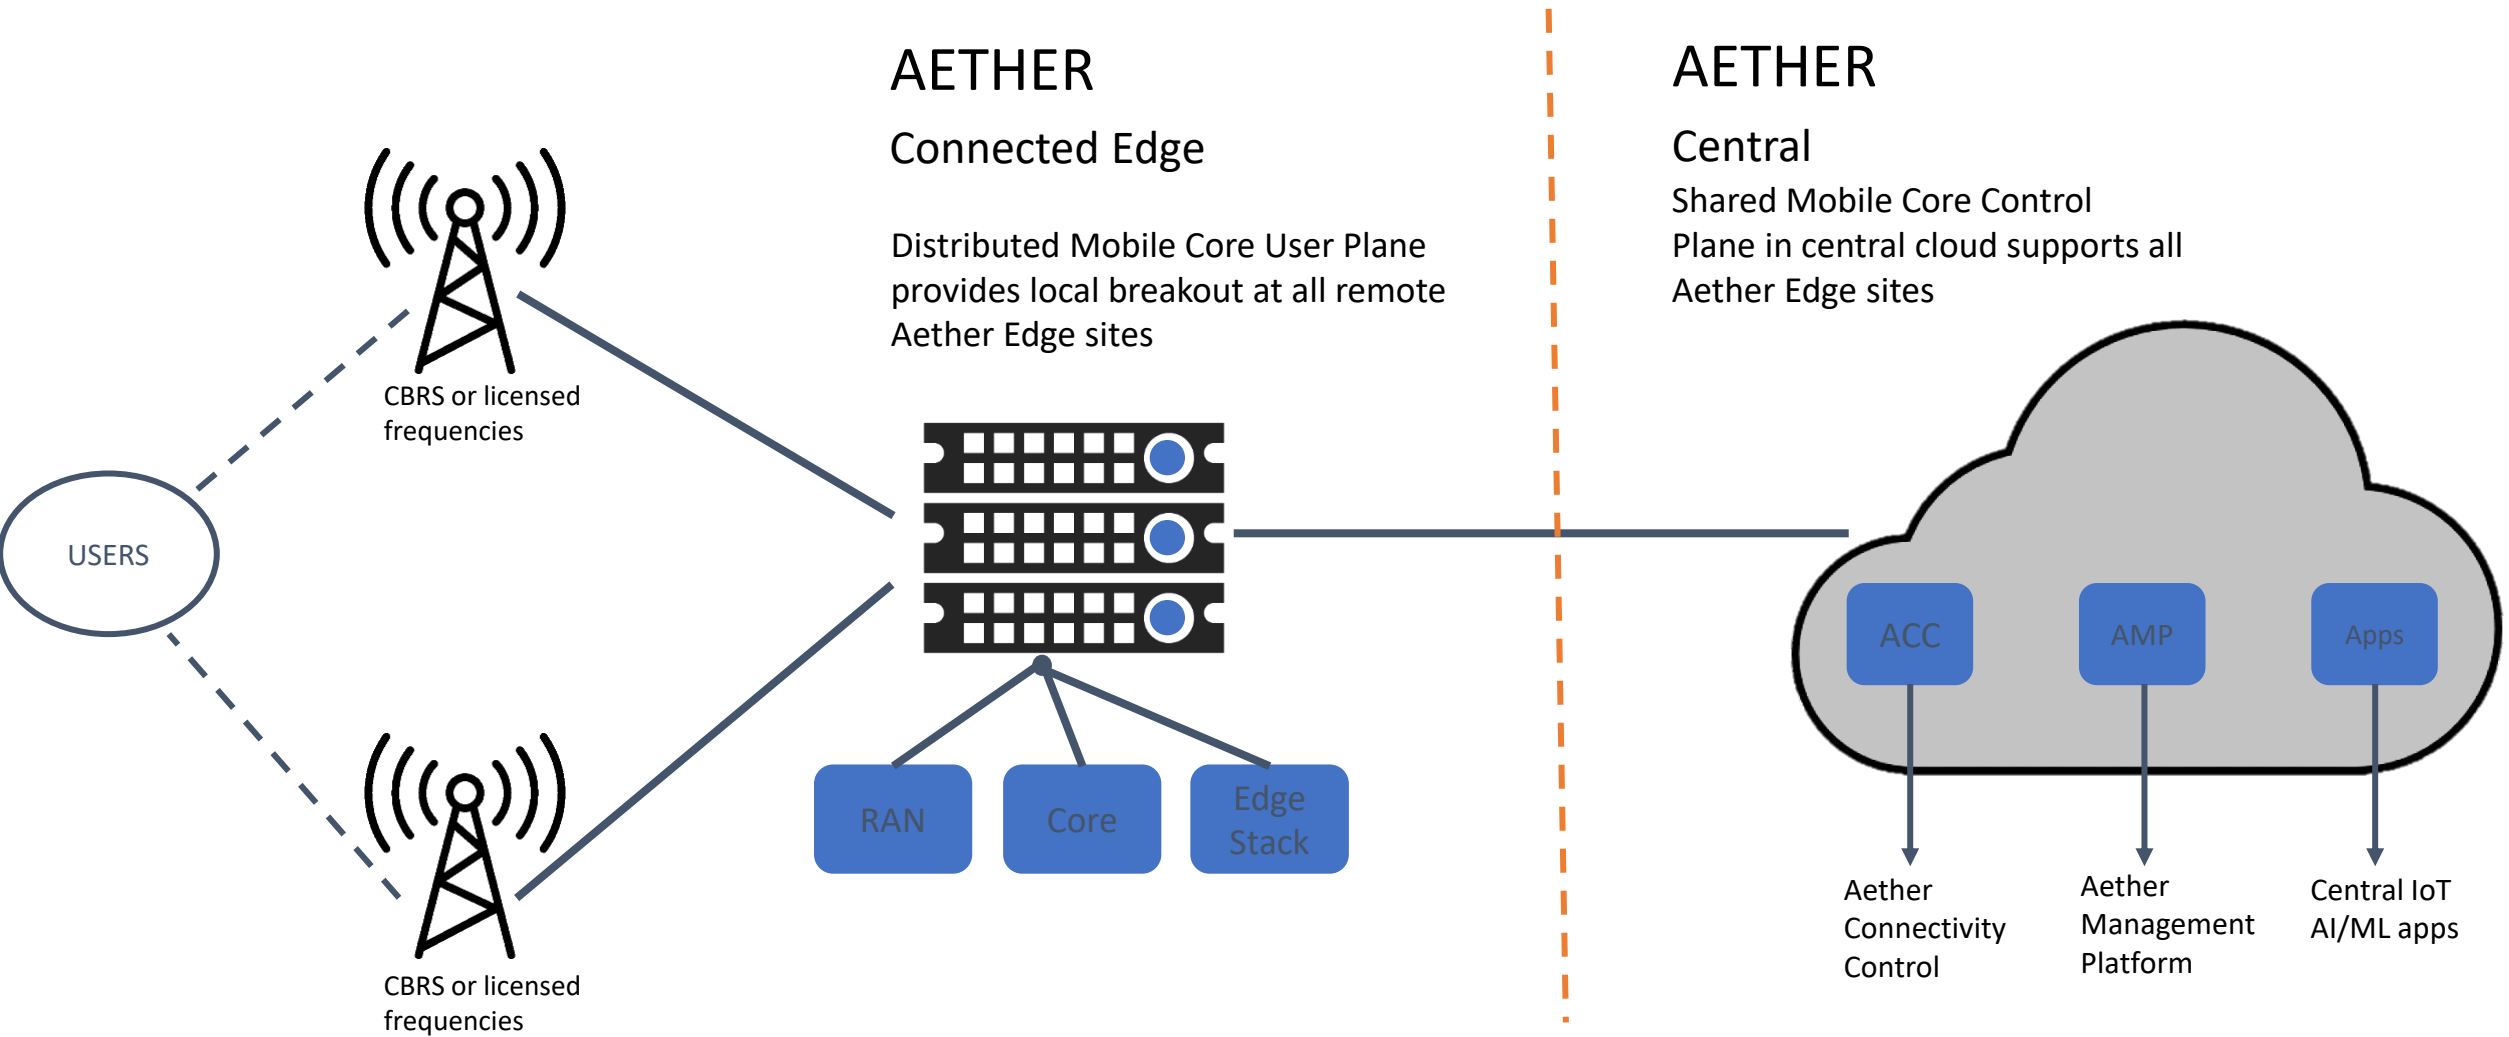 AETHER
Connected Edge
Distributed Mobile Core User Plane
provides local breakout at all remote
Aether Edge sites
AETHER
Central
Shared Mobile Core Control
Plane in central cloud supports all
Aether Edge sites
CBRS or licensed
frequencies
USERS
CBRS or licensed
frequencies
RAN
Core
Edge
Stack
ACC
AMP
Apps
Aether
Connectivity
Control
Aether
Management
Platform
Central IoT
AI/ML apps